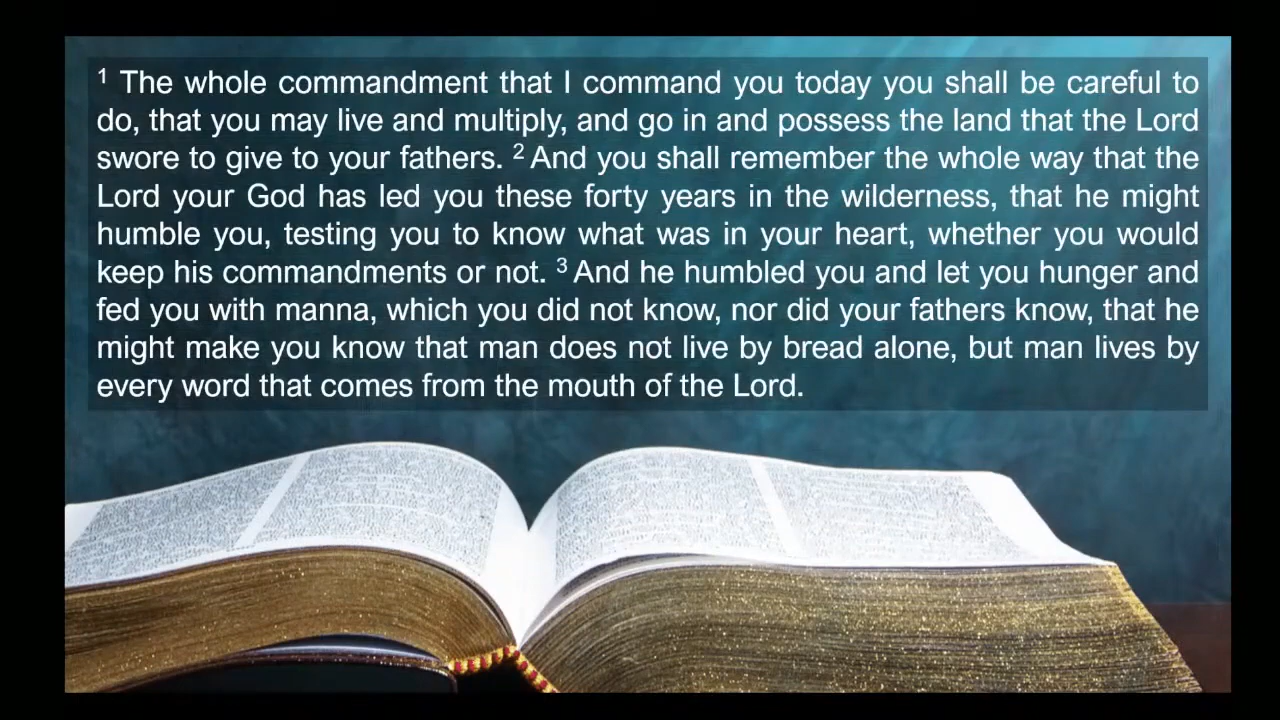 ¹ The whole commandment that I command you today you shall be careful to
do, that you may live and multiply, and go in and possess the land that the Lord
swore to give to your fathers. ² And you shall remember the whole way that the
Lord your God has led you these forty years in the wilderness, that he might
humble you, testing you to know what was in your heart, whether you would
keep his commandments or not. ³ And he humbled you and let you hunger and
fed you with manna, which you did not know, nor did your fathers know, that he
might make you know that man does not live by bread alone, but man lives by
every word that comes from the mouth of the Lord.